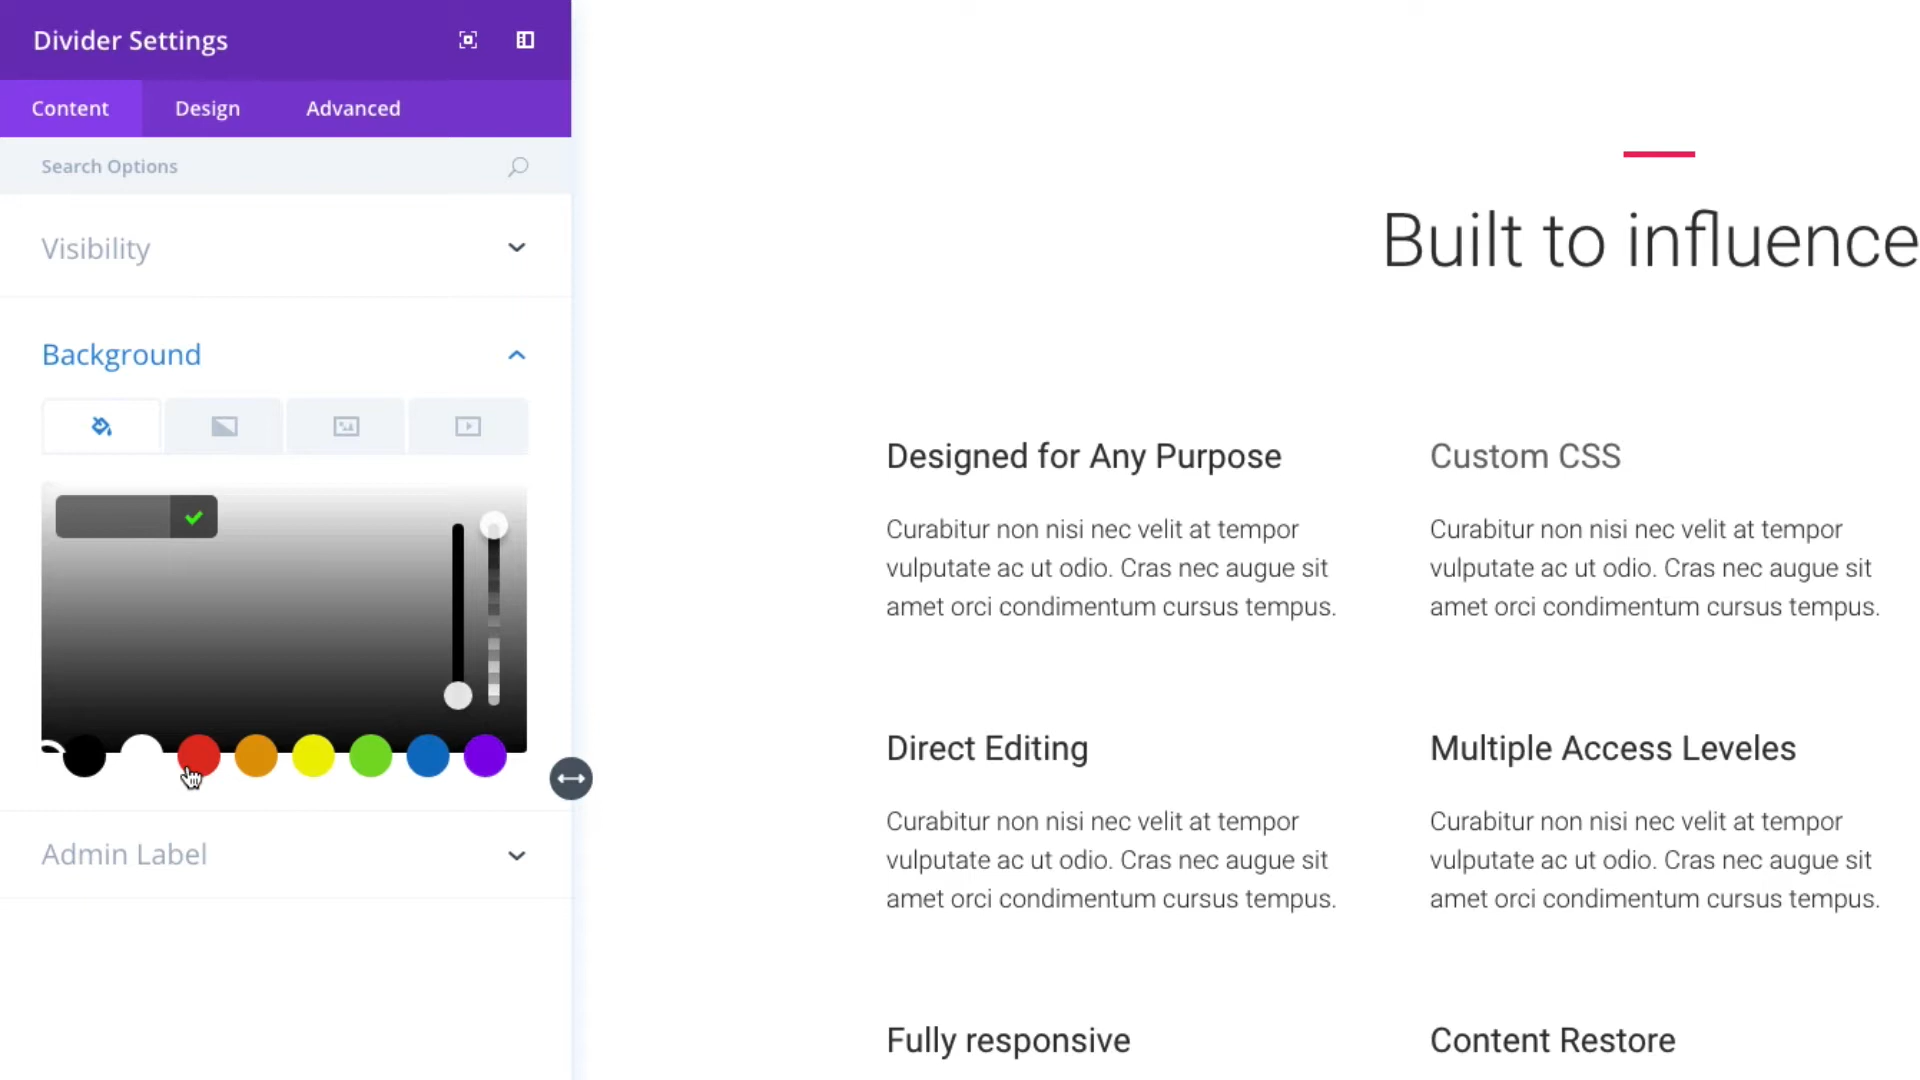 Divider Settings
Content
Design
Advanced
Search Options
Visibility
Background
Admin Label
Built to influence
Designed for Any Purpose
Curabitur non nisi nec velit at tempor
vulputate ac ut odio. Cras nec augue sit
amet orci condimentum cursus tempus.
Custom CSS
Curabitur non nisi nec velit at tempor
vulputate ac ut odio. Cras nec augue sit
amet orci condimentum cursus tempus.
Direct Editing
Curabitur non nisi nec velit at tempor
vulputate ac ut odio. Cras nec augue sit
amet orci condimentum cursus tempus.
Multiple Access Leveles
Curabitur non nisi nec velit at tempor
vulputate ac ut odio. Cras nec augue sit
amet orci condimentum cursus tempus.
Fully responsive
Content Restore